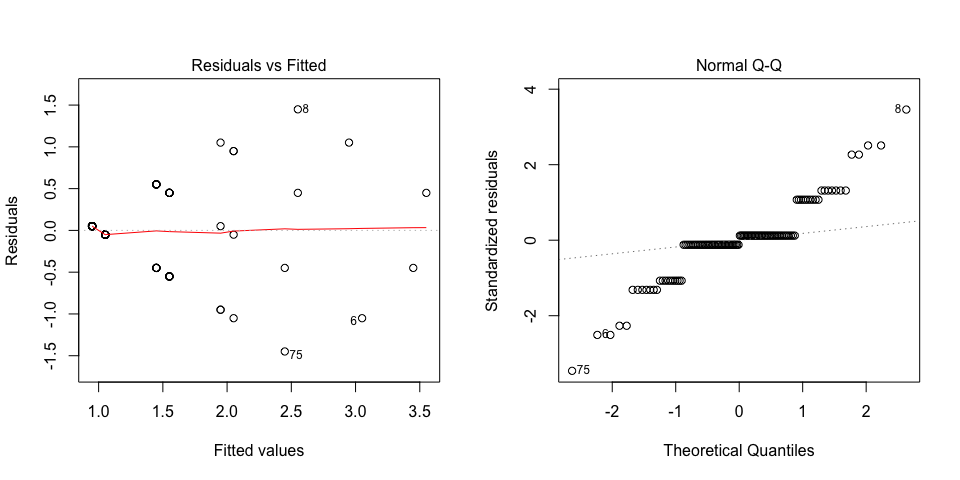 Residuals vs Fitted
Residuals
1.5
1.0
0.5
0.0
-0.5
-1.0
-1.5
8
6
75
1.0 1.5 2.0 2.5 3.0 3.5
Fitted values
Normal Q-Q
Standardized residuals
4
2
0
-2
8
6
75
-2 -1 0 1 2
Theoretical Quantiles